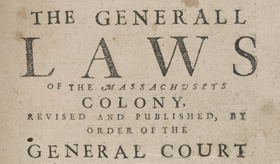 THE GENERALL
LAWS
OF THE MASSACHUSETS
COLONY,
REVISED AND PUBLISHED, BY
ORDER OF THE
GENERAL COURT